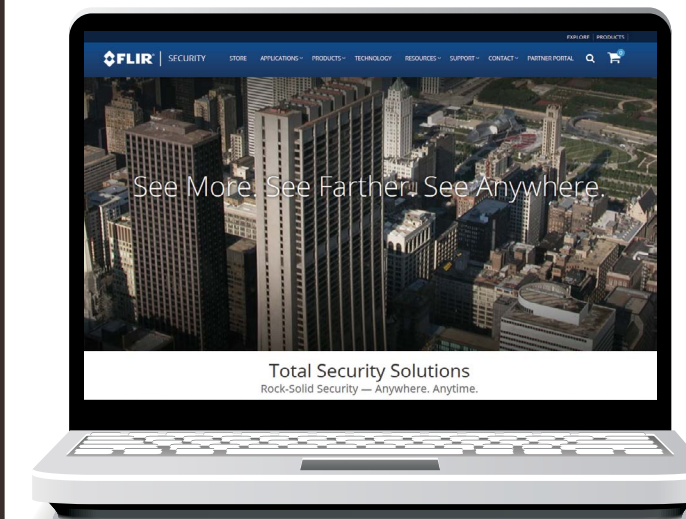 EXPLORE | PRODUCTS
FLIR® | SECURITY STORE APPLICATIONS PRODUCTS TECHNOLOGY RESOURCES SUPPORT CONTACT PARTNER PORTAL 0
See More. See Farther. See Anywhere.
Total Security Solutions
Rock-Solid Security — Anywhere. Anytime.